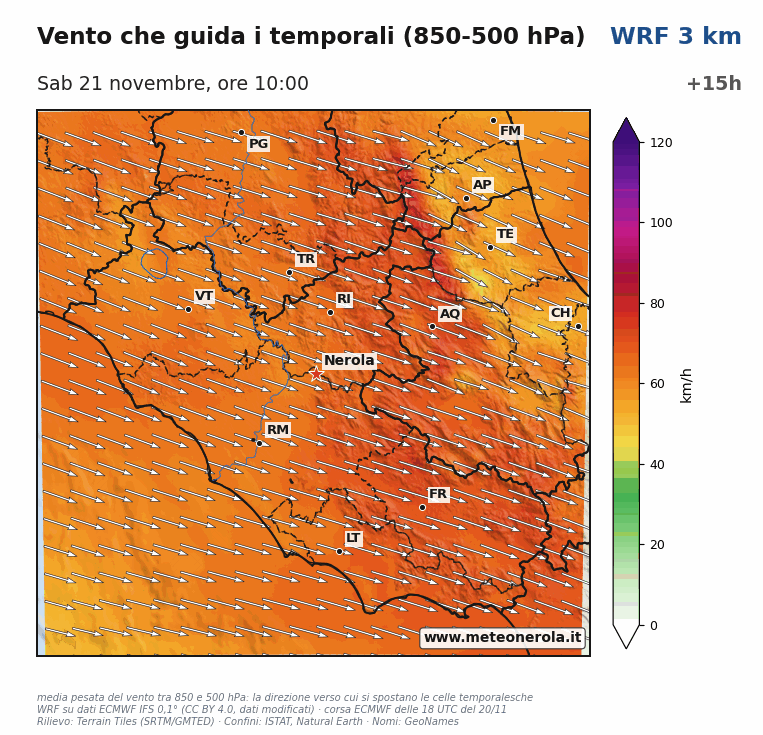 Vento che guida i temporali (850-500 hPa) WRF 3 km
Sab 21 novembre, ore 10:00 +15h
FM
PG
AP
TE
TR
VT
RI
AQ
CH
Nerola
RM
FR
LT
www.meteonerola.it
120
100
80
60
40
20
0
km/h
media pesata del vento tra 850 e 500 hPa: la direzione verso cui si spostano le celle temporalesche
WRF su dati ECMWF IFS 0,1° (CC BY 4.0, dati modificati) · corsa ECMWF delle 18 UTC del 20/11
Rilievo: Terrain Tiles (SRTM/GMTED) · Confini: ISTAT, Natural Earth · Nomi: GeoNames